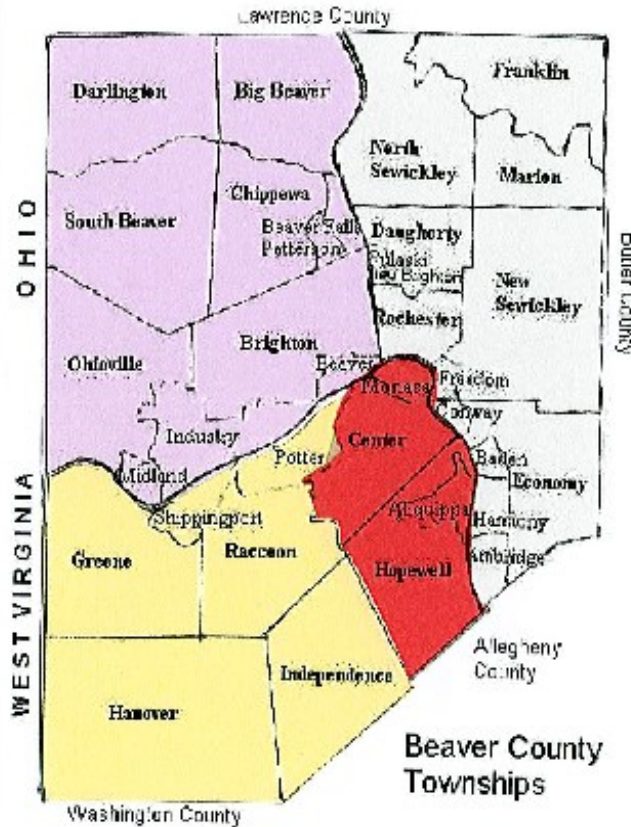 Lawrence County
Franklin
Darlington
Big Beaver
North
Sewickley
Marion
Chippewa
South Beaver
Beaver Falls
Patterson
Daugherty
Pulaski
New Brighton
New
Sewickley
OHIO
Butler County
Rochester
Brighton
Ohioville
Beaver
Monaca
Freedom
Conway
Industry
Center
Potter
Baden
Midland
Economy
Shippingport
Aliquippa
Harmony
Raccoon
Greene
Hopewell
Ambridge
WEST VIRGINIA
Allegheny
County
Independence
Hanover
Beaver County
Townships
Washington County